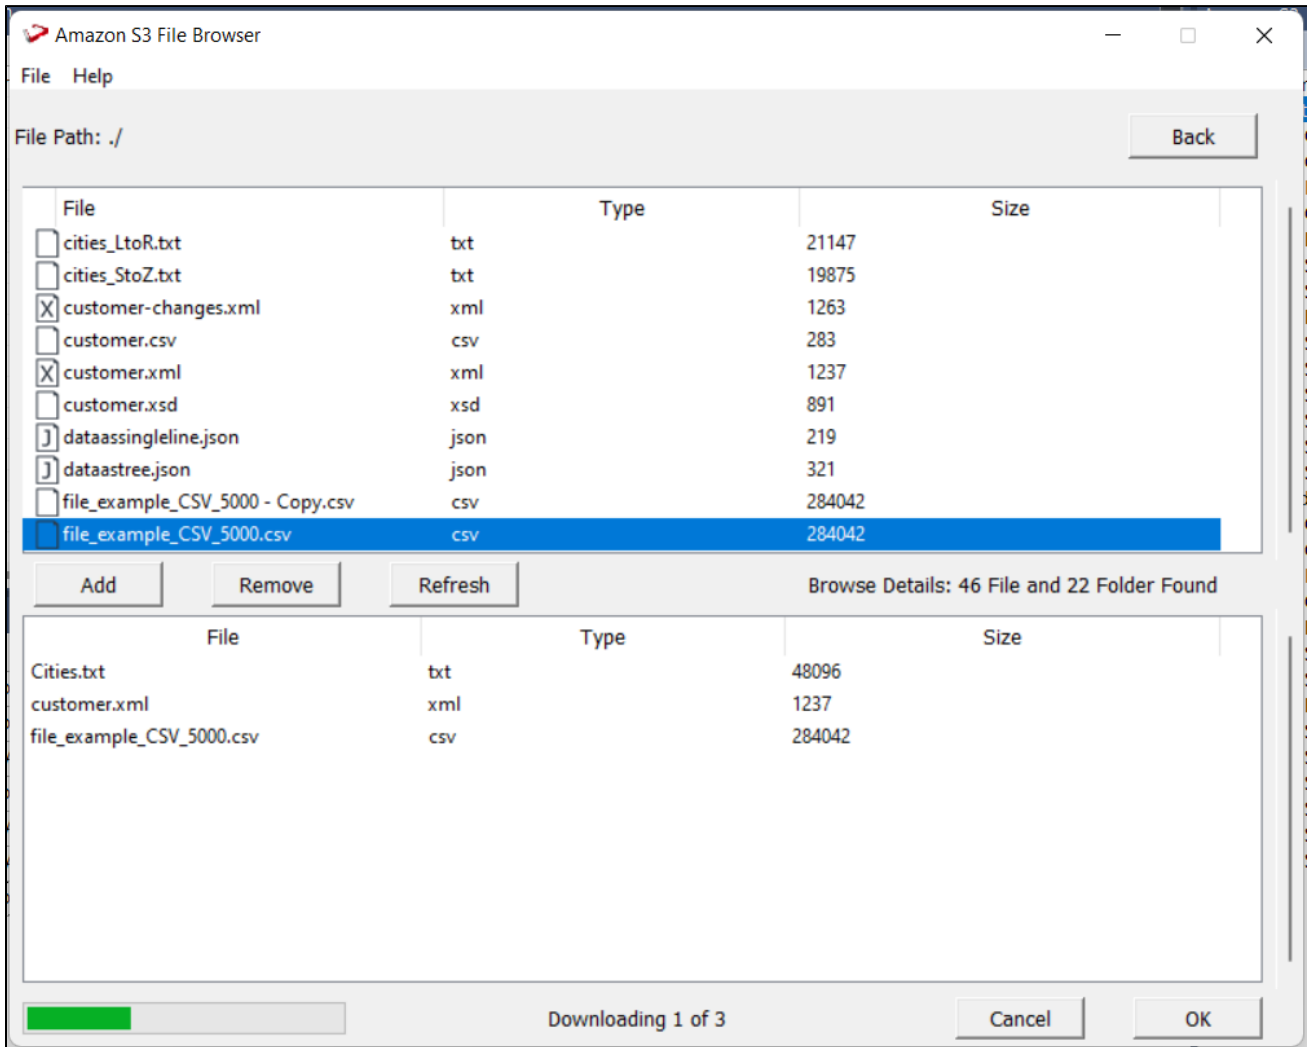 Amazon S3 File Browser
File Help
File Path: ./ Back
File Type Size
cities_LtoR.txt txt 21147
cities_StoZ.txt txt 19875
X customer-changes.xml xml 1263
customer.csv csv 283
X customer.xml xml 1237
customer.xsd xsd 891
J dataassingleline.json json 219
J dataastree.json json 321
file_example_CSV_5000 - Copy.csv csv 284042
file_example_CSV_5000.csv csv 284042
Add Remove Refresh Browse Details: 46 File and 22 Folder Found
File Type Size
Cities.txt txt 48096
customer.xml xml 1237
file_example_CSV_5000.csv csv 284042
Downloading 1 of 3 Cancel OK